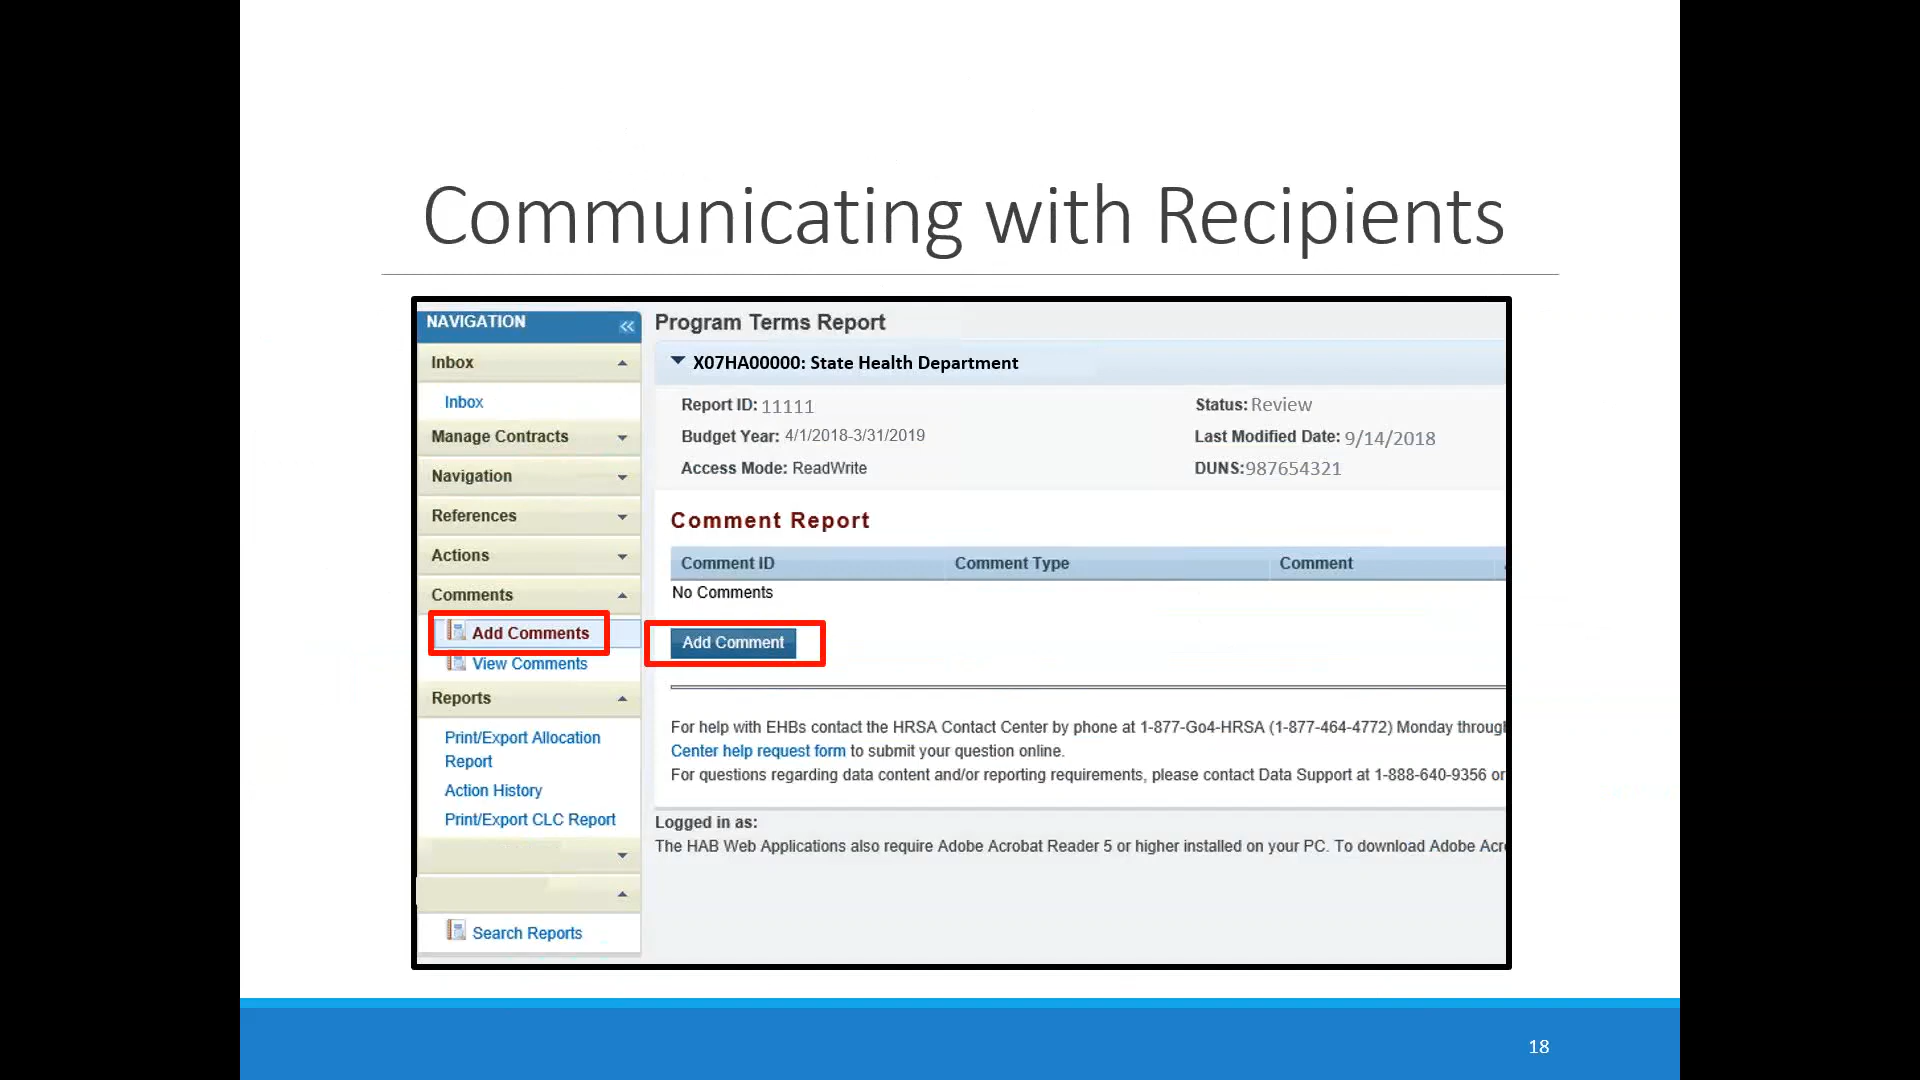 Communicating with Recipients
NAVIGATION
Inbox
Inbox
Manage Contracts
Navigation
References
Actions
Comments
Add Comments
View Comments
Reports
Print/Export Allocation
Report
Action History
Print/Export CLC Report
Search Reports
Program Terms Report
X07HA00000: State Health Department
Report ID: 11111 Status: Review
Budget Year: 4/1/2018-3/31/2019 Last Modified Date: 9/14/2018
Access Mode: ReadWrite DUNS:987654321
Comment Report
Comment ID Comment Type Comment
No Comments
Add Comment
For help with EHBs contact the HRSA Contact Center by phone at 1-877-Go4-HRSA (1-877-464-4772) Monday throug
Center help request form to submit your question online.
For questions regarding data content and/or reporting requirements, please contact Data Support at 1-888-640-9356 or
Logged in as:
The HAB Web Applications also require Adobe Acrobat Reader 5 or higher installed on your PC. To download Adobe Acr
18